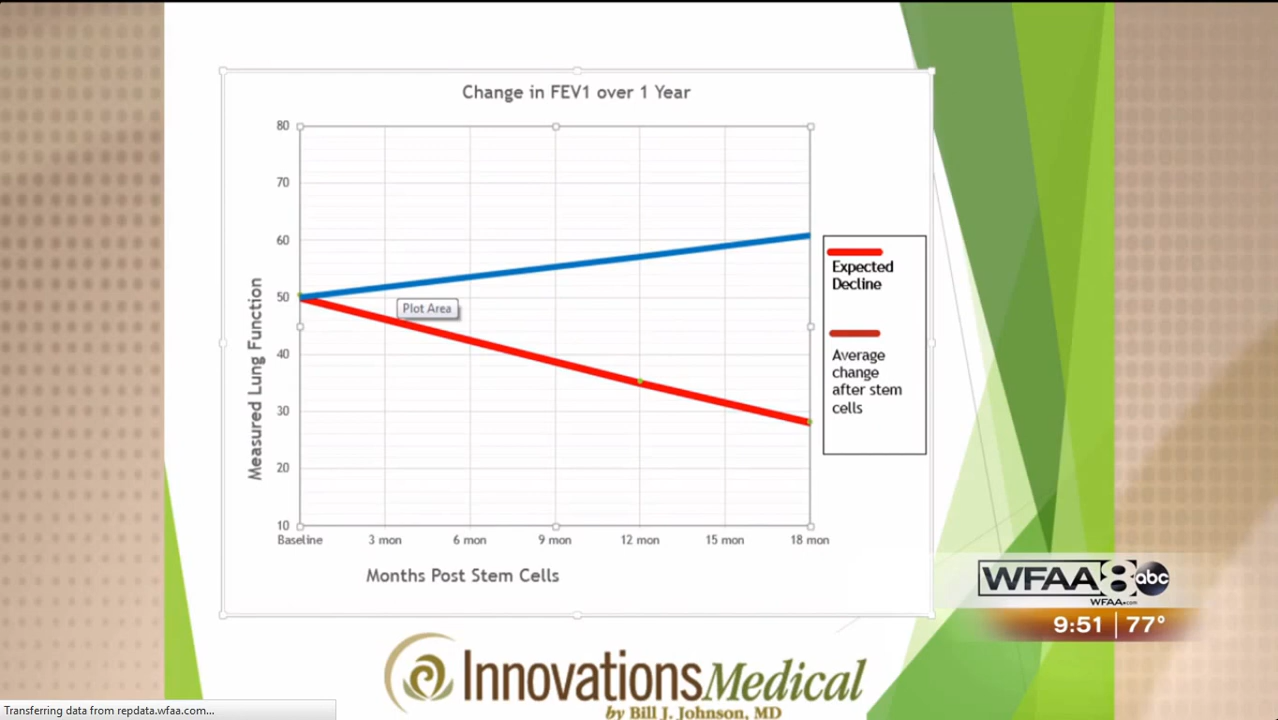 Change in FEV1 over 1 Year
80
70
60
50
40
30
20
10
Measured Lung Function
Plot Area
Baseline 3 mon 6 mon 9 mon 12 mon 15 mon 18 mon
Months Post Stem Cells
Expected
Decline
Average
change
after stem
cells
WFAA 8 abc
WFAA.com
9:51 77°
Innovations Medical
by Bill J. Johnson, MD
Transferring data from repdata.wfaa.com...